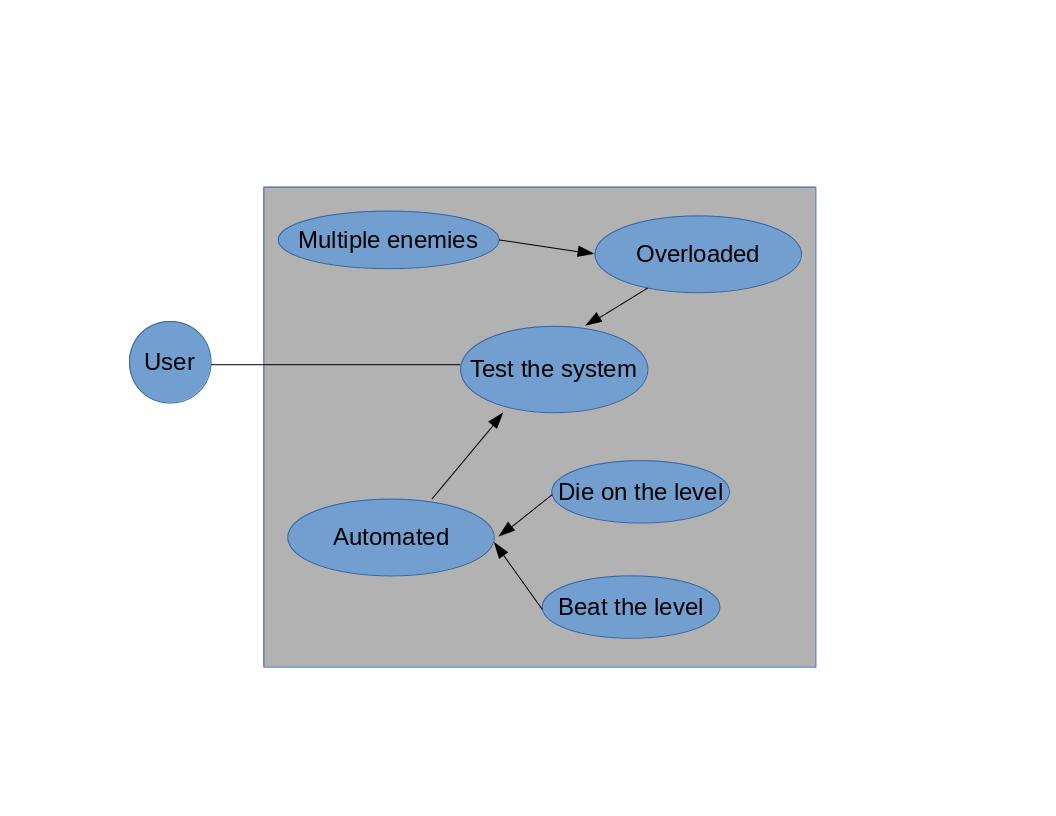 Multiple enemies
Overloaded
User
Test the system
Die on the level
Automated
Beat the level